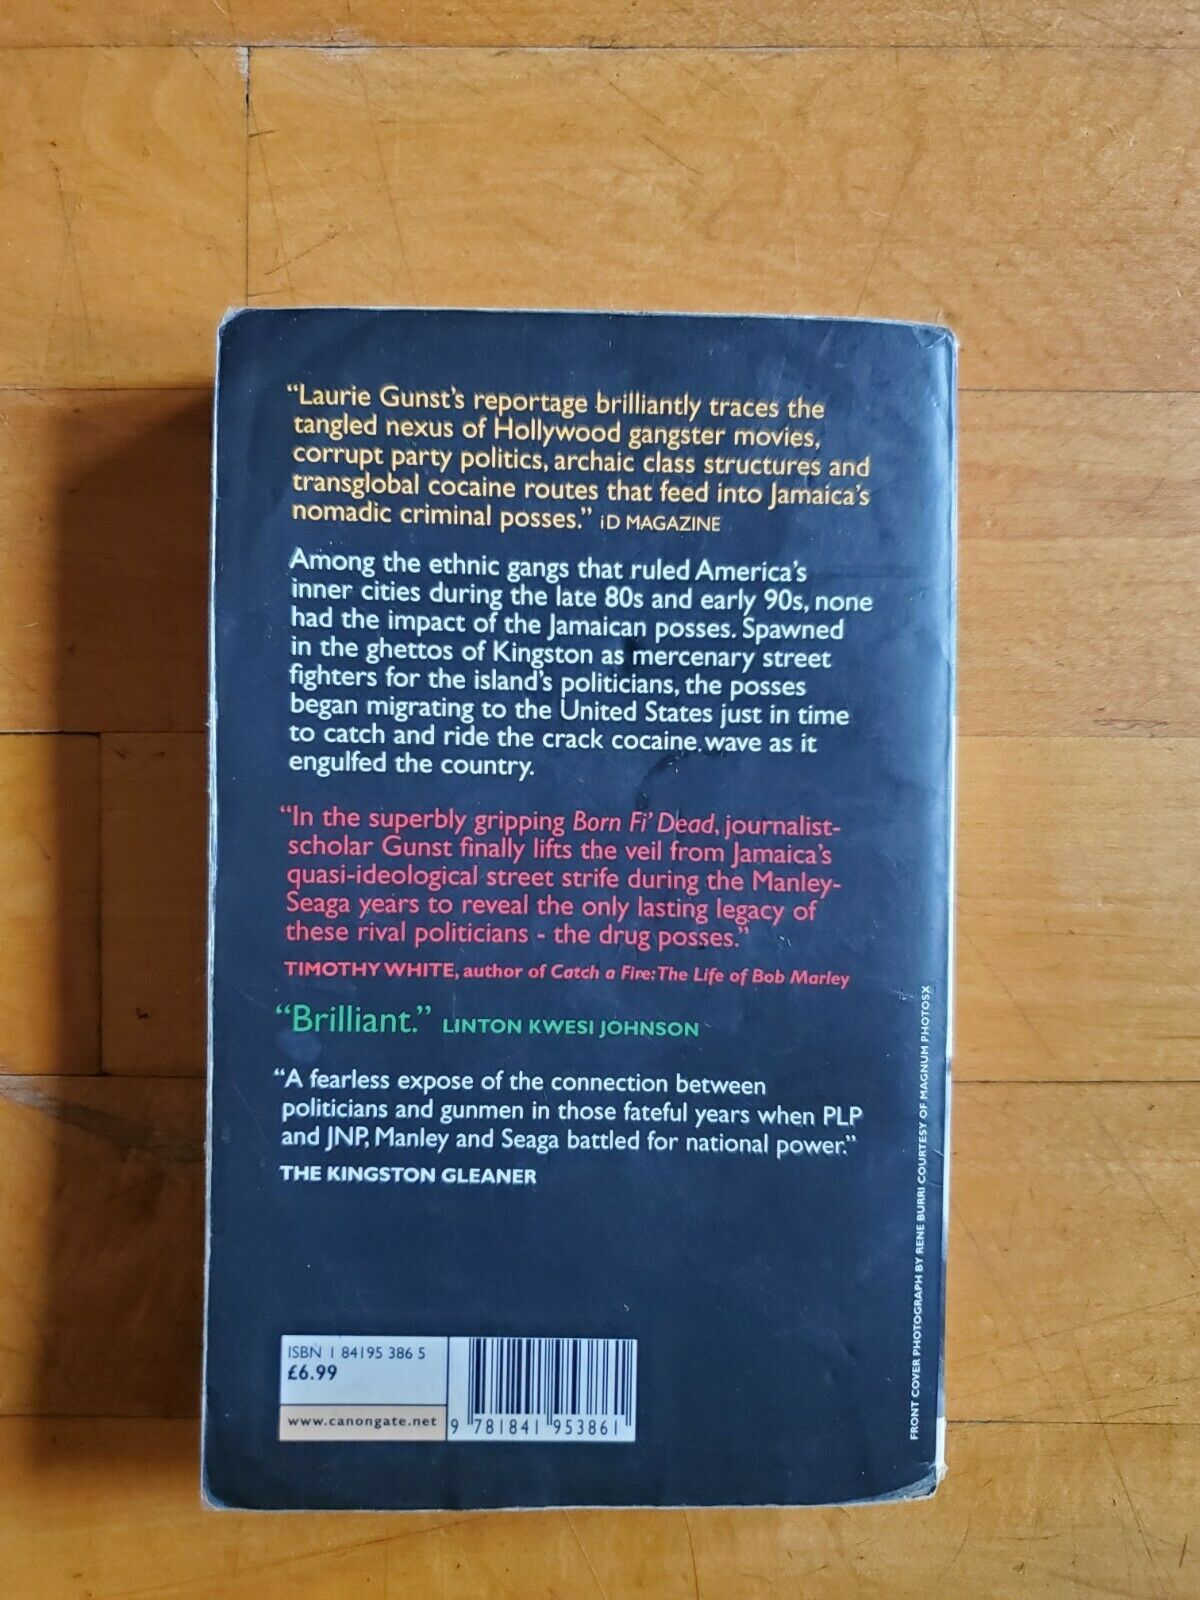 “Laurie Gunst’s reportage brilliantly traces the
tangled nexus of Hollywood gangster movies,
corrupt party politics, archaic class structures and
transglobal cocaine routes that feed into Jamaica’s
nomadic criminal posses.” iD MAGAZINE
Among the ethnic gangs that ruled America’s
inner cities during the late 80s and early 90s, none
had the impact of the Jamaican posses. Spawned
in the ghettos of Kingston as mercenary street
fighters for the island’s politicians, the posses
began migrating to the United States just in time
to catch and ride the crack cocaine wave as it
engulfed the country.
“In the superbly gripping Born Fi’ Dead, journalist-
scholar Gunst finally lifts the veil from Jamaica’s
quasi-ideological street strife during the Manley-
Seaga years to reveal the only lasting legacy of
these rival politicians - the drug posses.”
TIMOTHY WHITE, author of Catch a Fire: The Life of Bob Marley
“Brilliant.” LINTON KWESI JOHNSON
“A fearless expose of the connection between
politicians and gunmen in those fateful years when PLP
and JNP, Manley and Seaga battled for national power.”
THE KINGSTON GLEANER
FRONT COVER PHOTOGRAPH BY RENE BURRI COURTESY OF MAGNUM PHOTOSX
ISBN 1 84195 386 5
£6.99
www.canongate.net
9 781841 953861